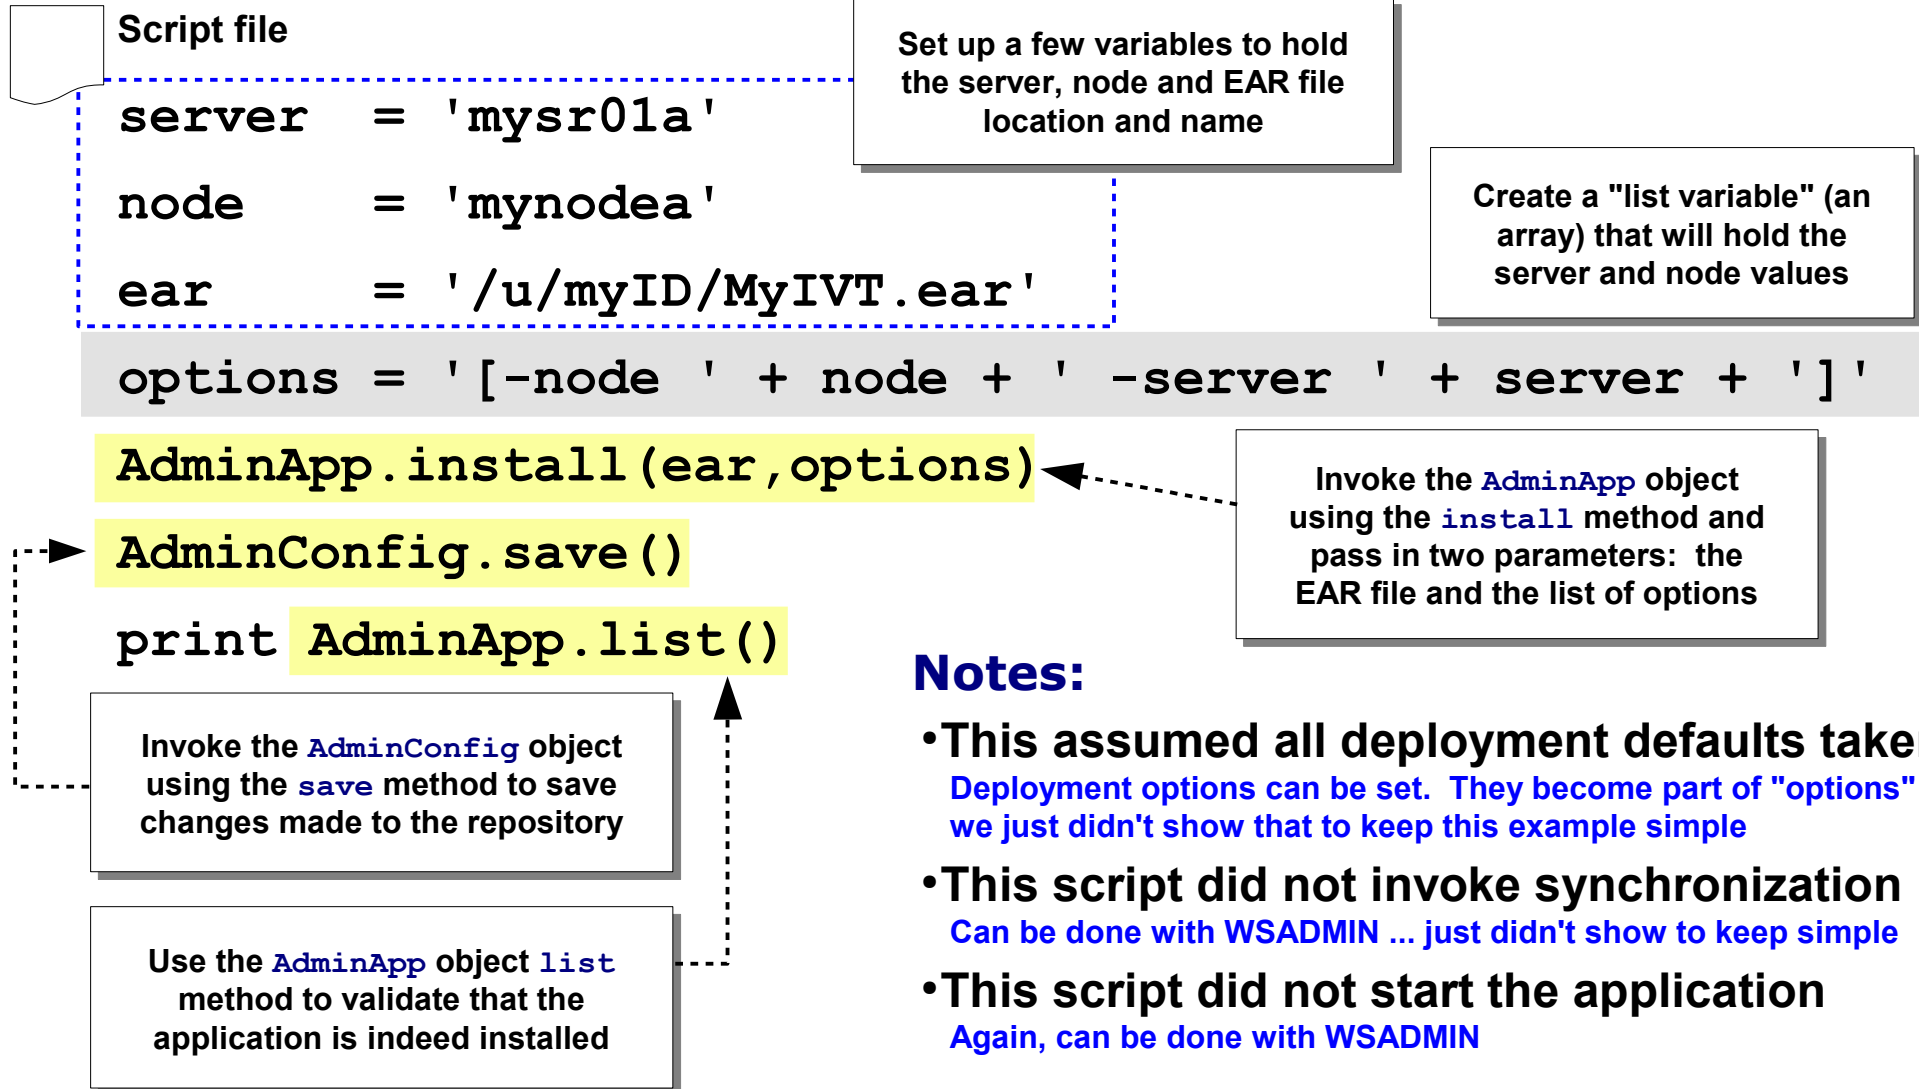 Script file
server = 'mysr01a'
node = 'mynodea'
ear = '/u/myID/MyIVT.ear'
Set up a few variables to hold
the server, node and EAR file
location and name
Create a "list variable" (an
array) that will hold the
server and node values
options = '[-node ' + node + ' -server ' + server + ']'
AdminApp.install(ear,options)
AdminConfig.save()
print AdminApp.list()
Invoke the AdminApp object
using the install method and
pass in two parameters: the
EAR file and the list of options
Invoke the AdminConfig object
using the save method to save
changes made to the repository
Use the AdminApp object list
method to validate that the
application is indeed installed
Notes:
•This assumed all deployment defaults take
Deployment options can be set. They become part of "options"
we just didn't show that to keep this example simple
•This script did not invoke synchronization
Can be done with WSADMIN ... just didn't show to keep simple
•This script did not start the application
Again, can be done with WSADMIN